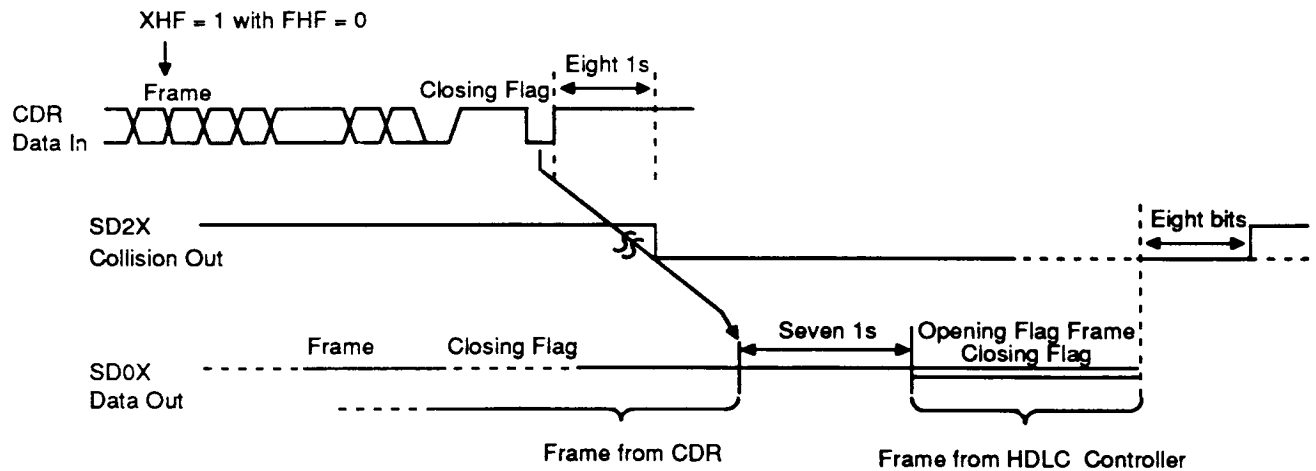 XHF = 1 with FHF = 0
Eight 1s
Frame
Closing Flag
CDR
Data In
SD2X
Collision Out
Eight bits
Seven 1s
Opening Flag Frame
Closing Flag
Frame
Closing Flag
SD0X
Data Out
Frame from CDR
Frame from HDLC Controller